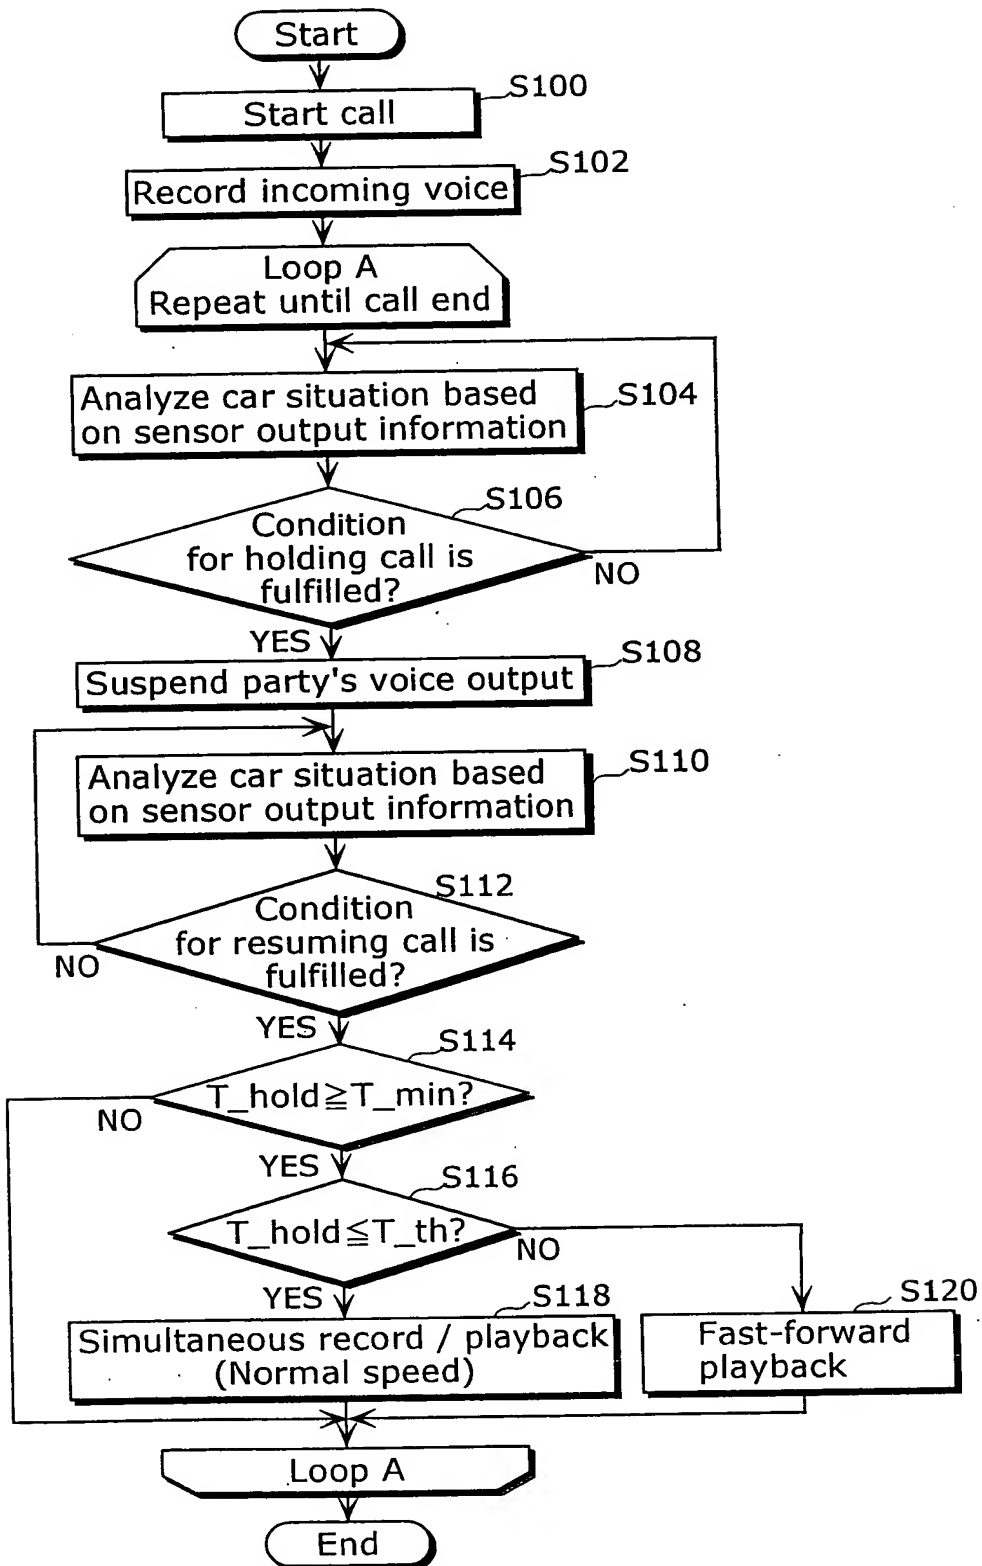 Start
S100
Start call
S102
Record incoming voice
Loop A
Repeat until call end
Analyze car situation based
on sensor output information
S104
S106
Condition
for holding call is
fulfilled?
NO
YES
S108
Suspend party's voice output
Analyze car situation based
on sensor output information
S110
S112
Condition
for resuming call is
fulfilled?
NO
YES
S114
T_hold≧T_min?
NO
YES
S116
T_hold≦T_th?
NO
YES
S118
Simultaneous record / playback
(Normal speed)
S120
Fast-forward
playback
Loop A
End